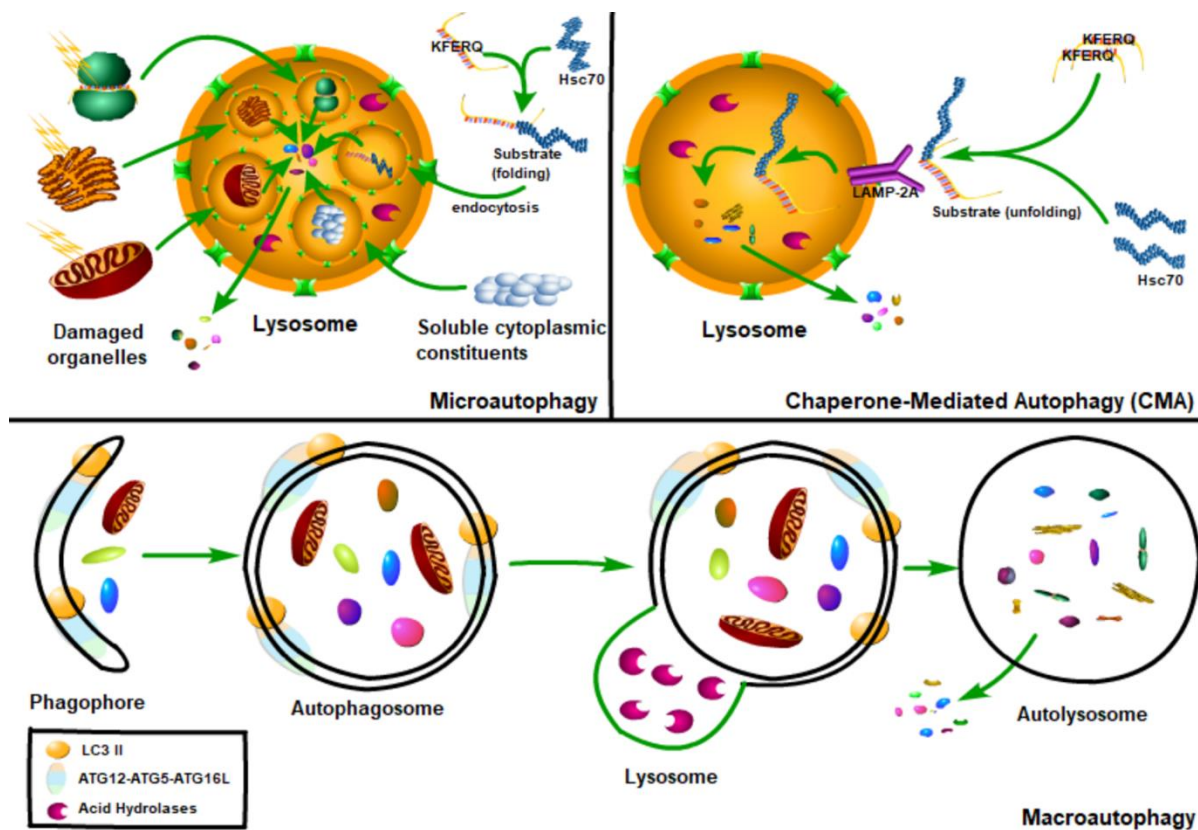 KFERQ
Hsc70
Substrate
(folding)
endocytosis
Damaged
organelles
Lysosome
Soluble cytoplasmic
constituents
Microautophagy
KFERQ
KFERQ
LAMP-2A
Substrate (unfolding)
Hsc70
Lysosome
Chaperone-Mediated Autophagy (CMA)
Phagophore
Autophagosome
Lysosome
Autolysosome
LC3 II
ATG12-ATG5-ATG16L
Acid Hydrolases
Macroautophagy